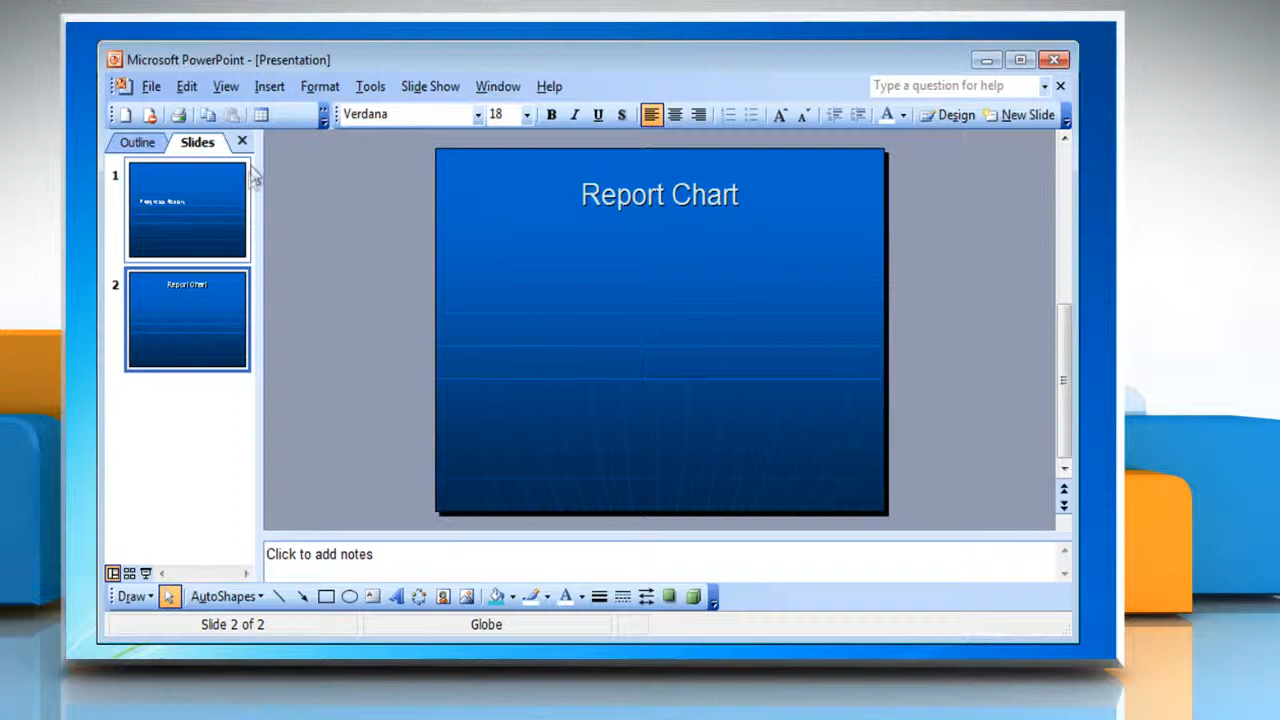 Microsoft PowerPoint - [Presentation]
File Edit View Insert Format Tools Slide Show Window Help
Type a question for help
Verdana 18 B I U S A A A Design New Slide
Outline Slides
1
2
Report Chart
Report Chart
Click to add notes
Draw AutoShapes A A
Slide 2 of 2 Globe